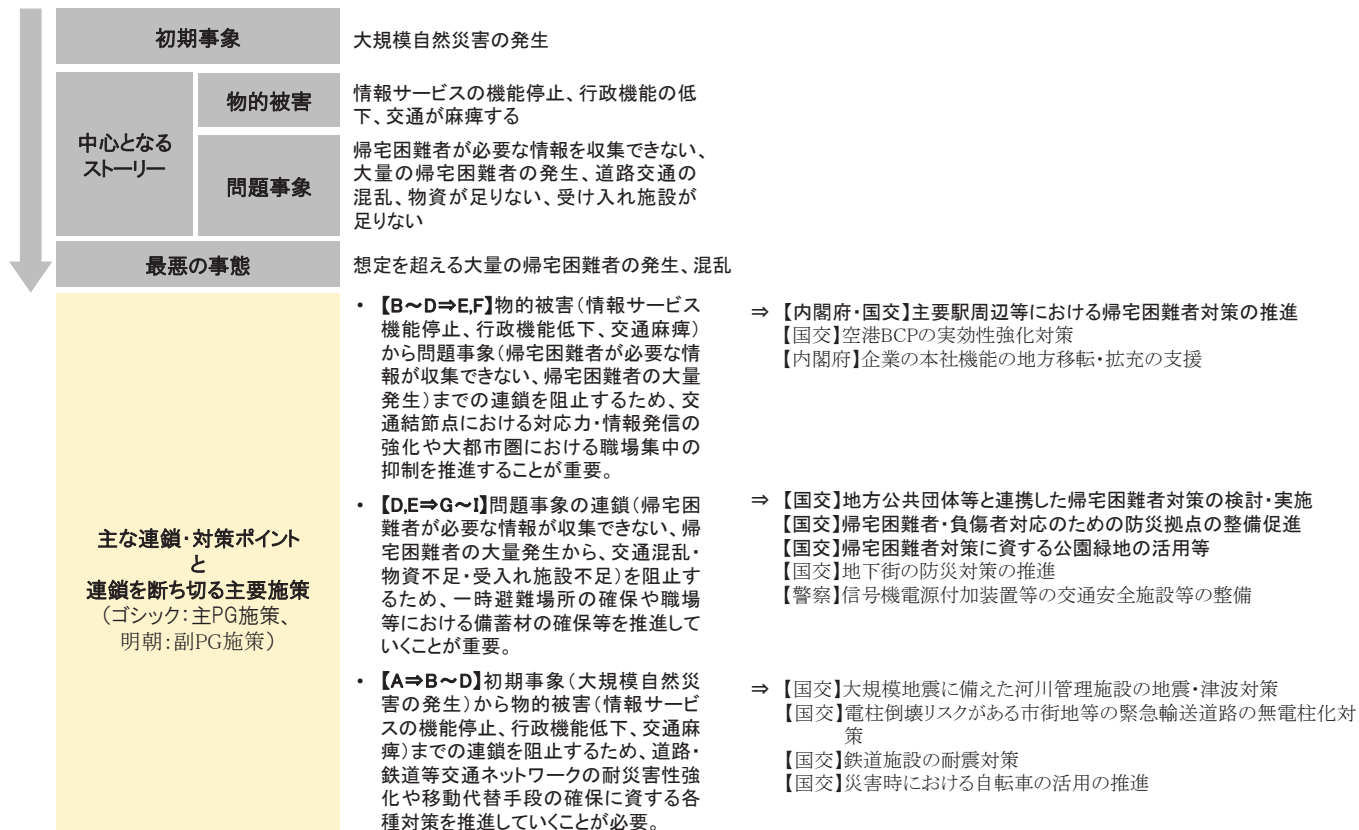 初期事象
大規模自然災害の発生
中心となる
ストーリー
物的被害
情報サービスの機能停止、行政機能の低
下、交通が麻痺する
問題事象
帰宅困難者が必要な情報を収集できない、
大量の帰宅困難者の発生、道路交通の
混乱、物資が足りない、受け入れ施設が
足りない
最悪の事態
想定を超える大量の帰宅困難者の発生、混乱
主な連鎖・対策ポイント
と
連鎖を断ち切る主要施策
(ゴシック:主PG施策、
明朝:副PG施策)
・ 【B~D⇒E,F】物的被害(情報サービス
機能停止、行政機能低下、交通麻痺)
から問題事象(帰宅困難者が必要な情
報が収集できない、帰宅困難者の大量
発生)までの連鎖を阻止するため、交
通結節点における対応力・情報発信の
強化や大都市圏における職場集中の
抑制を推進することが重要。
⇒ 【内閣府・国交】主要駅周辺等における帰宅困難者対策の推進
【国交】空港BCPの実効性強化対策
【内閣府】企業の本社機能の地方移転・拡充の支援
・ 【D,E⇒G~I】問題事象の連鎖(帰宅困
難者が必要な情報が収集できない、帰
宅困難者の大量発生から、交通混乱・
物資不足・受入れ施設不足)を阻止す
るため、一時避難場所の確保や職場
等における備蓄材の確保等を推進して
いくことが重要。
⇒ 【国交】地方公共団体等と連携した帰宅困難者対策の検討・実施
【国交】帰宅困難者・負傷者対応のための防災拠点の整備促進
【国交】帰宅困難者対策に資する公園緑地の活用等
【国交】地下街の防災対策の推進
【警察】信号機電源付加装置等の交通安全施設等の整備
・ 【A⇒B~D】初期事象(大規模自然災
害の発生)から物的被害(情報サービ
スの機能停止、行政機能低下、交通麻
痺)までの連鎖を阻止するため、道路・
鉄道等交通ネットワークの耐災害性強
化や移動代替手段の確保に資する各
種対策を推進していくことが必要。
⇒ 【国交】大規模地震に備えた河川管理施設の地震・津波対策
【国交】電柱倒壊リスクがある市街地等の緊急輸送道路の無電柱化対
策
【国交】鉄道施設の耐震対策
【国交】災害時における自転車の活用の推進